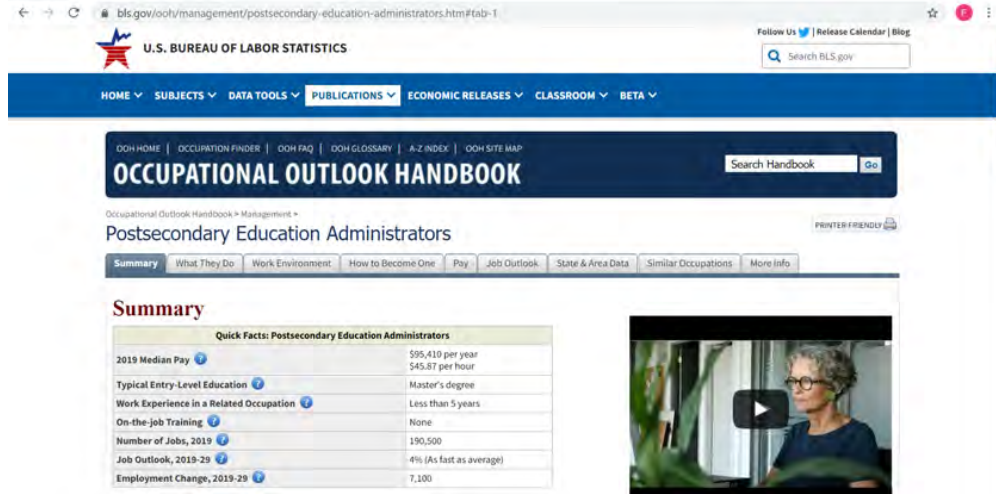 bls.gov/ooh/management/postsecondary-education-administrators.htm#tab-1
F
Follow Us | Release Calendar | Blog
U.S. BUREAU OF LABOR STATISTICS
Search BLS.gov
HOME SUBJECTS DATA TOOLS PUBLICATIONS ECONOMIC RELEASES CLASSROOM BETA
OOH HOME | OCCUPATION FINDER | OOH FAQ | OOH GLOSSARY | A-Z INDEX | OOH SITE MAP
OCCUPATIONAL OUTLOOK HANDBOOK
Search Handbook Go
Occupational Outlook Handbook > Management >
Postsecondary Education Administrators
PRINTER-FRIENDLY
Summary What They Do Work Environment How to Become One Pay Job Outlook State & Area Data Similar Occupations More Info
Summary
Quick Facts: Postsecondary Education Administrators
2019 Median Pay ? $95,410 per year
$45.87 per hour
Typical Entry-Level Education ? Master's degree
Work Experience in a Related Occupation ? Less than 5 years
On-the-job Training ? None
Number of Jobs, 2019 ? 190,500
Job Outlook, 2019-29 ? 4% (As fast as average)
Employment Change, 2019-29 ? 7,100